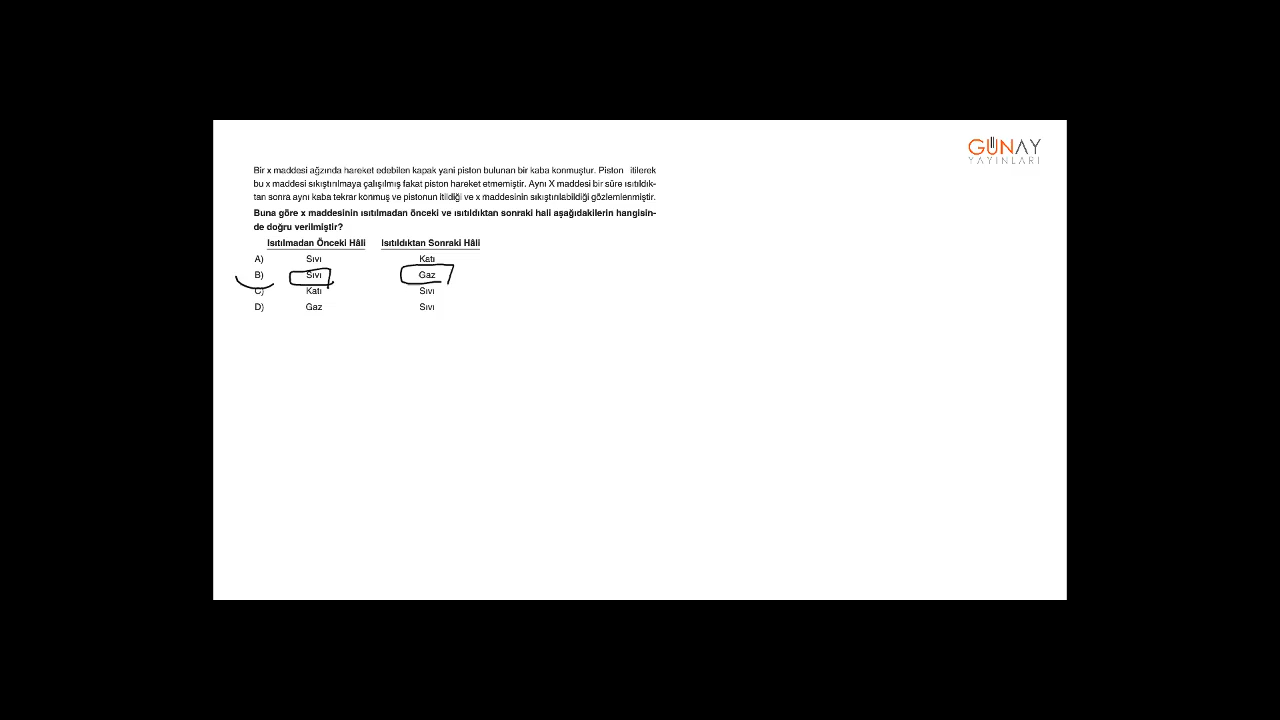 GÜNAY
YAYINLARI
Bir x maddesi ağzında hareket edebilen kapak yani piston bulunan bir kaba konmuştur. Piston itilerek
bu x maddesi sıkıştırılmaya çalışılmış fakat piston hareket etmemiştir. Aynı X maddesi bir süre ısıtıldık-
tan sonra aynı kaba tekrar konmuş ve pistonun itildiği ve x maddesinin sıkıştırılabildiği gözlemlenmiştir.
Buna göre x maddesinin ısıtılmadan önceki ve ısıtıldıktan sonraki hali aşağıdakilerin hangisin-
de doğru verilmiştir?
Isıtılmadan Önceki Hâli Isıtıldıktan Sonraki Hâli
A) Sıvı Katı
B) Sıvı Gaz
C) Katı Sıvı
D) Gaz Sıvı